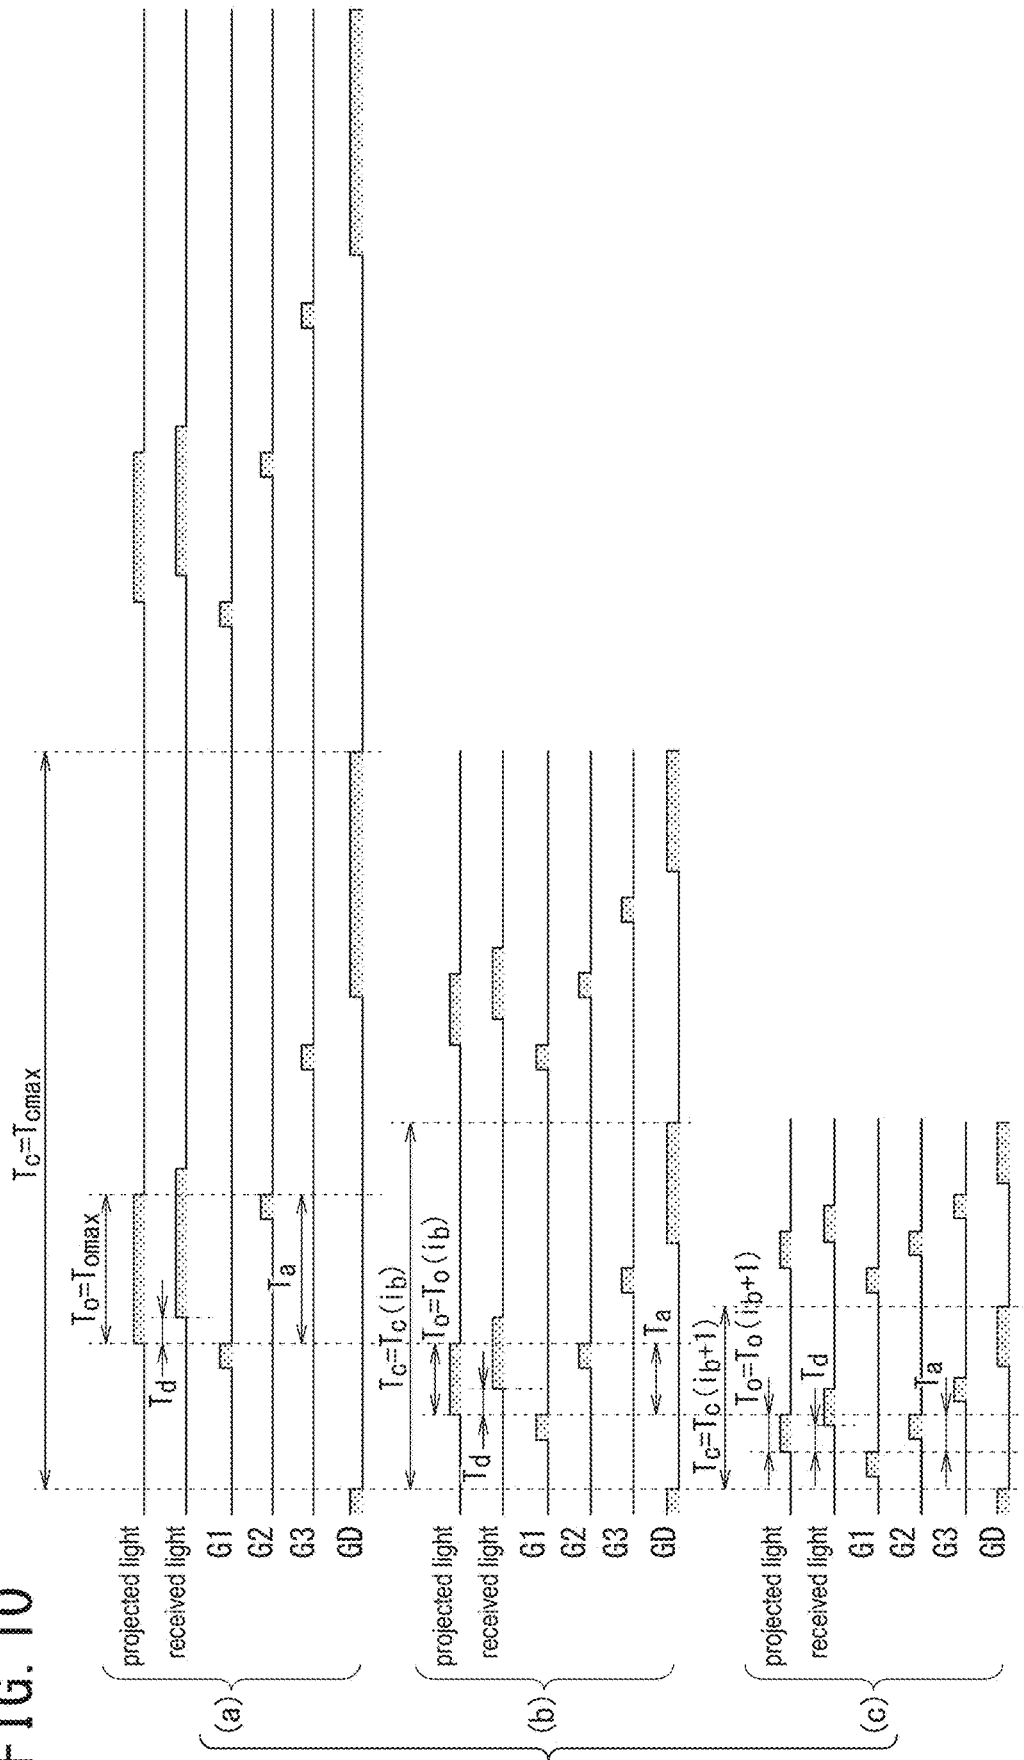 FIG. 10
(a)
Tc=Tcmax
To=Tomax
projected light
Td
received light
G1
G2
Ta
G3
GD
(b)
Tc=Tc(ib)
To=To(ib)
projected light
Td
received light
G1
G2
G3
Ta
GD
(c)
Tc=Tc(ib+1)
To=To(ib+1)
projected light
Td
received light
G1
G2
Ta
G3
GD